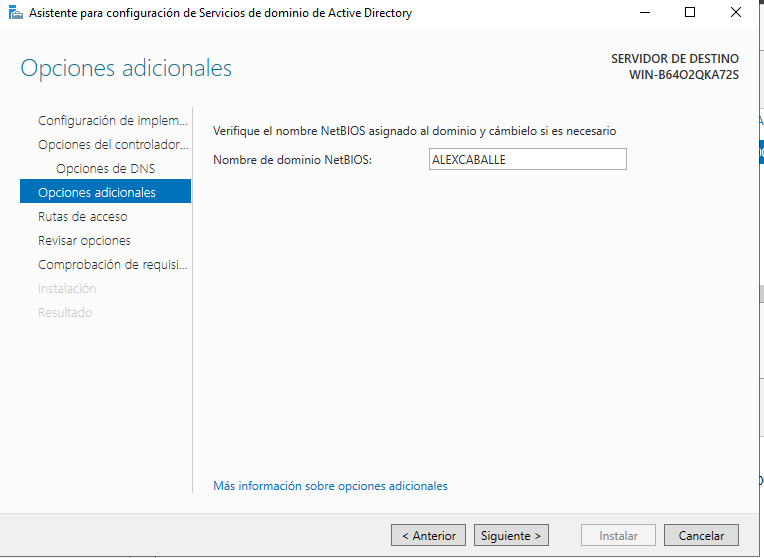 Asistente para configuración de Servicios de dominio de Active Directory
Opciones adicionales
SERVIDOR DE DESTINO
WIN-B64O2QKA72S
Configuración de implem...
Opciones del controlador...
Opciones de DNS
Opciones adicionales
Rutas de acceso
Revisar opciones
Comprobación de requisi...
Instalación
Resultado
Verifique el nombre NetBIOS asignado al dominio y cámbielo si es necesario
Nombre de dominio NetBIOS:
ALEXCABALLE
Más información sobre opciones adicionales
< Anterior
Siguiente >
Instalar
Cancelar